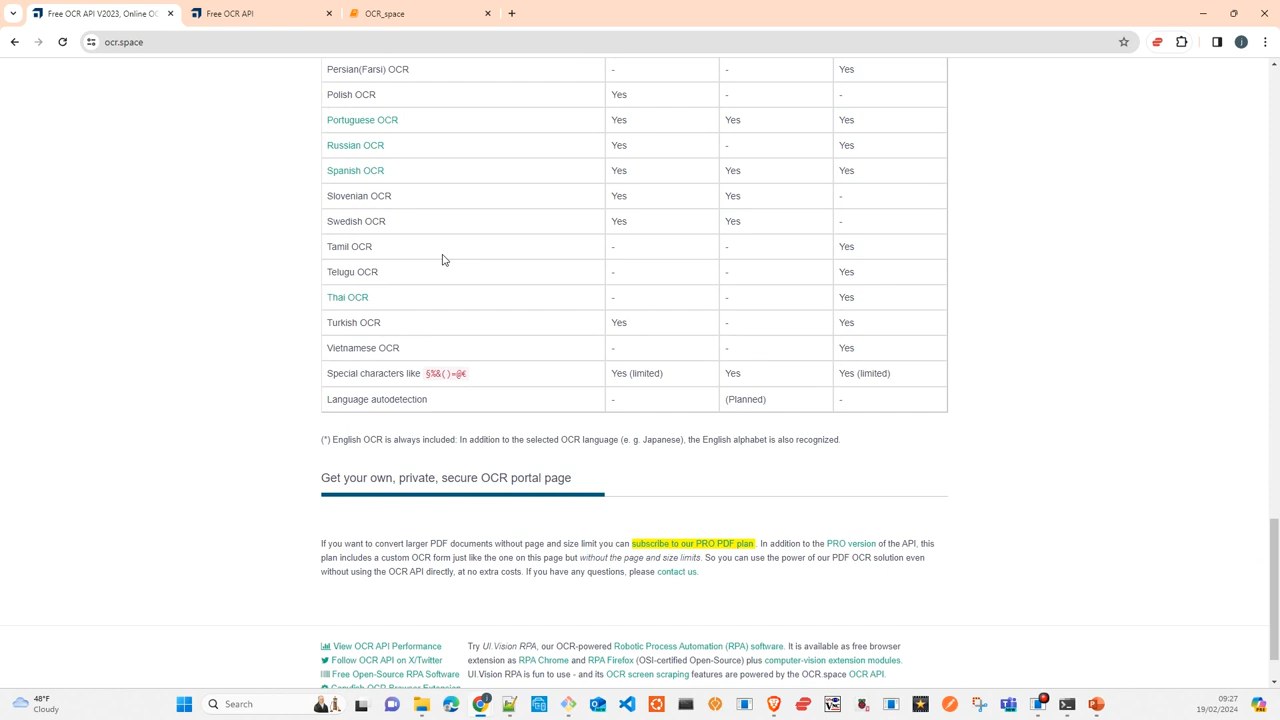 Free OCR API V2023, Online OC
Free OCR API
OCR_space
ocr.space
Persian(Farsi) OCR - - Yes
Polish OCR Yes - -
Portuguese OCR Yes Yes Yes
Russian OCR Yes - Yes
Spanish OCR Yes Yes Yes
Slovenian OCR Yes Yes -
Swedish OCR Yes Yes -
Tamil OCR - - Yes
Telugu OCR - - Yes
Thai OCR - - Yes
Turkish OCR Yes - Yes
Vietnamese OCR - - Yes
Special characters like §%&()=@€ Yes (limited) Yes Yes (limited)
Language autodetection - (Planned) -
(*) English OCR is always included: In addition to the selected OCR language (e. g. Japanese), the English alphabet is also recognized.
Get your own, private, secure OCR portal page
If you want to convert larger PDF documents without page and size limit you can subscribe to our PRO PDF plan. In addition to the PRO version of the API, this
plan includes a custom OCR form just like the one on this page but without the page and size limits. So you can use the power of our PDF OCR solution even
without using the OCR API directly, at no extra costs. If you have any questions, please contact us.
View OCR API Performance
Follow OCR API on X/Twitter
Free Open-Source RPA Software
Copyfish OCR Browser Extension
Try UI.Vision RPA, our OCR-powered Robotic Process Automation (RPA) software. It is available as free browser
extension as RPA Chrome and RPA Firefox (OSI-certified Open-Source) plus computer-vision extension modules.
UI.Vision RPA is fun to use - and its OCR screen scraping features are powered by the OCR.space OCR API.
48°F
Cloudy
Search
09:27
19/02/2024